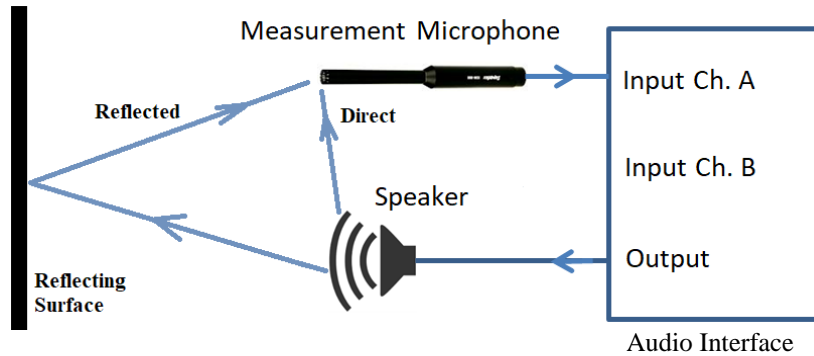 Measurement Microphone
Input Ch. A
Reflected
Direct
Input Ch. B
Speaker
Output
Reflecting
Surface
Audio Interface